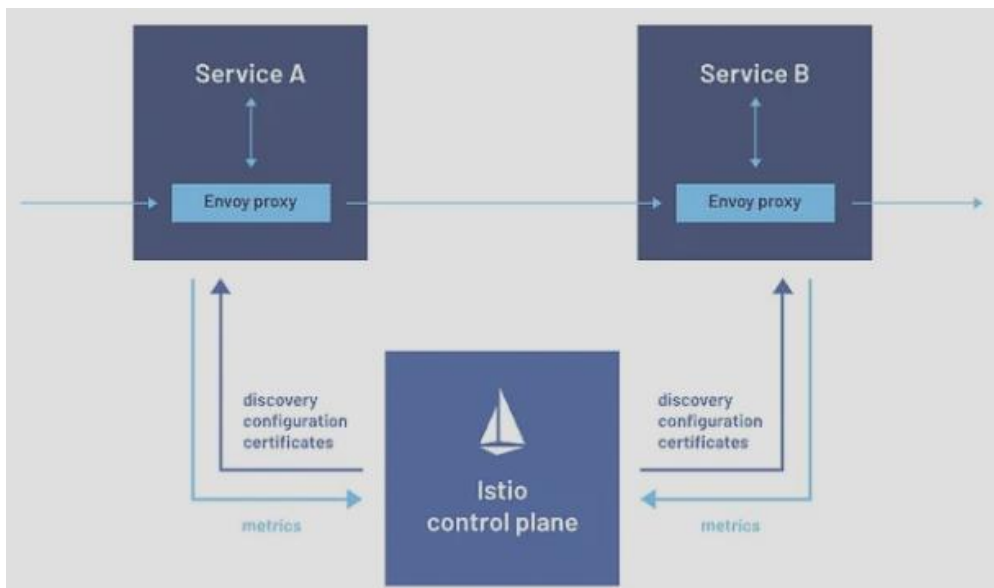 Service A
Service B
Envoy proxy
Envoy proxy
discovery
configuration
certificates
discovery
configuration
certificates
Istio
control plane
metrics
metrics